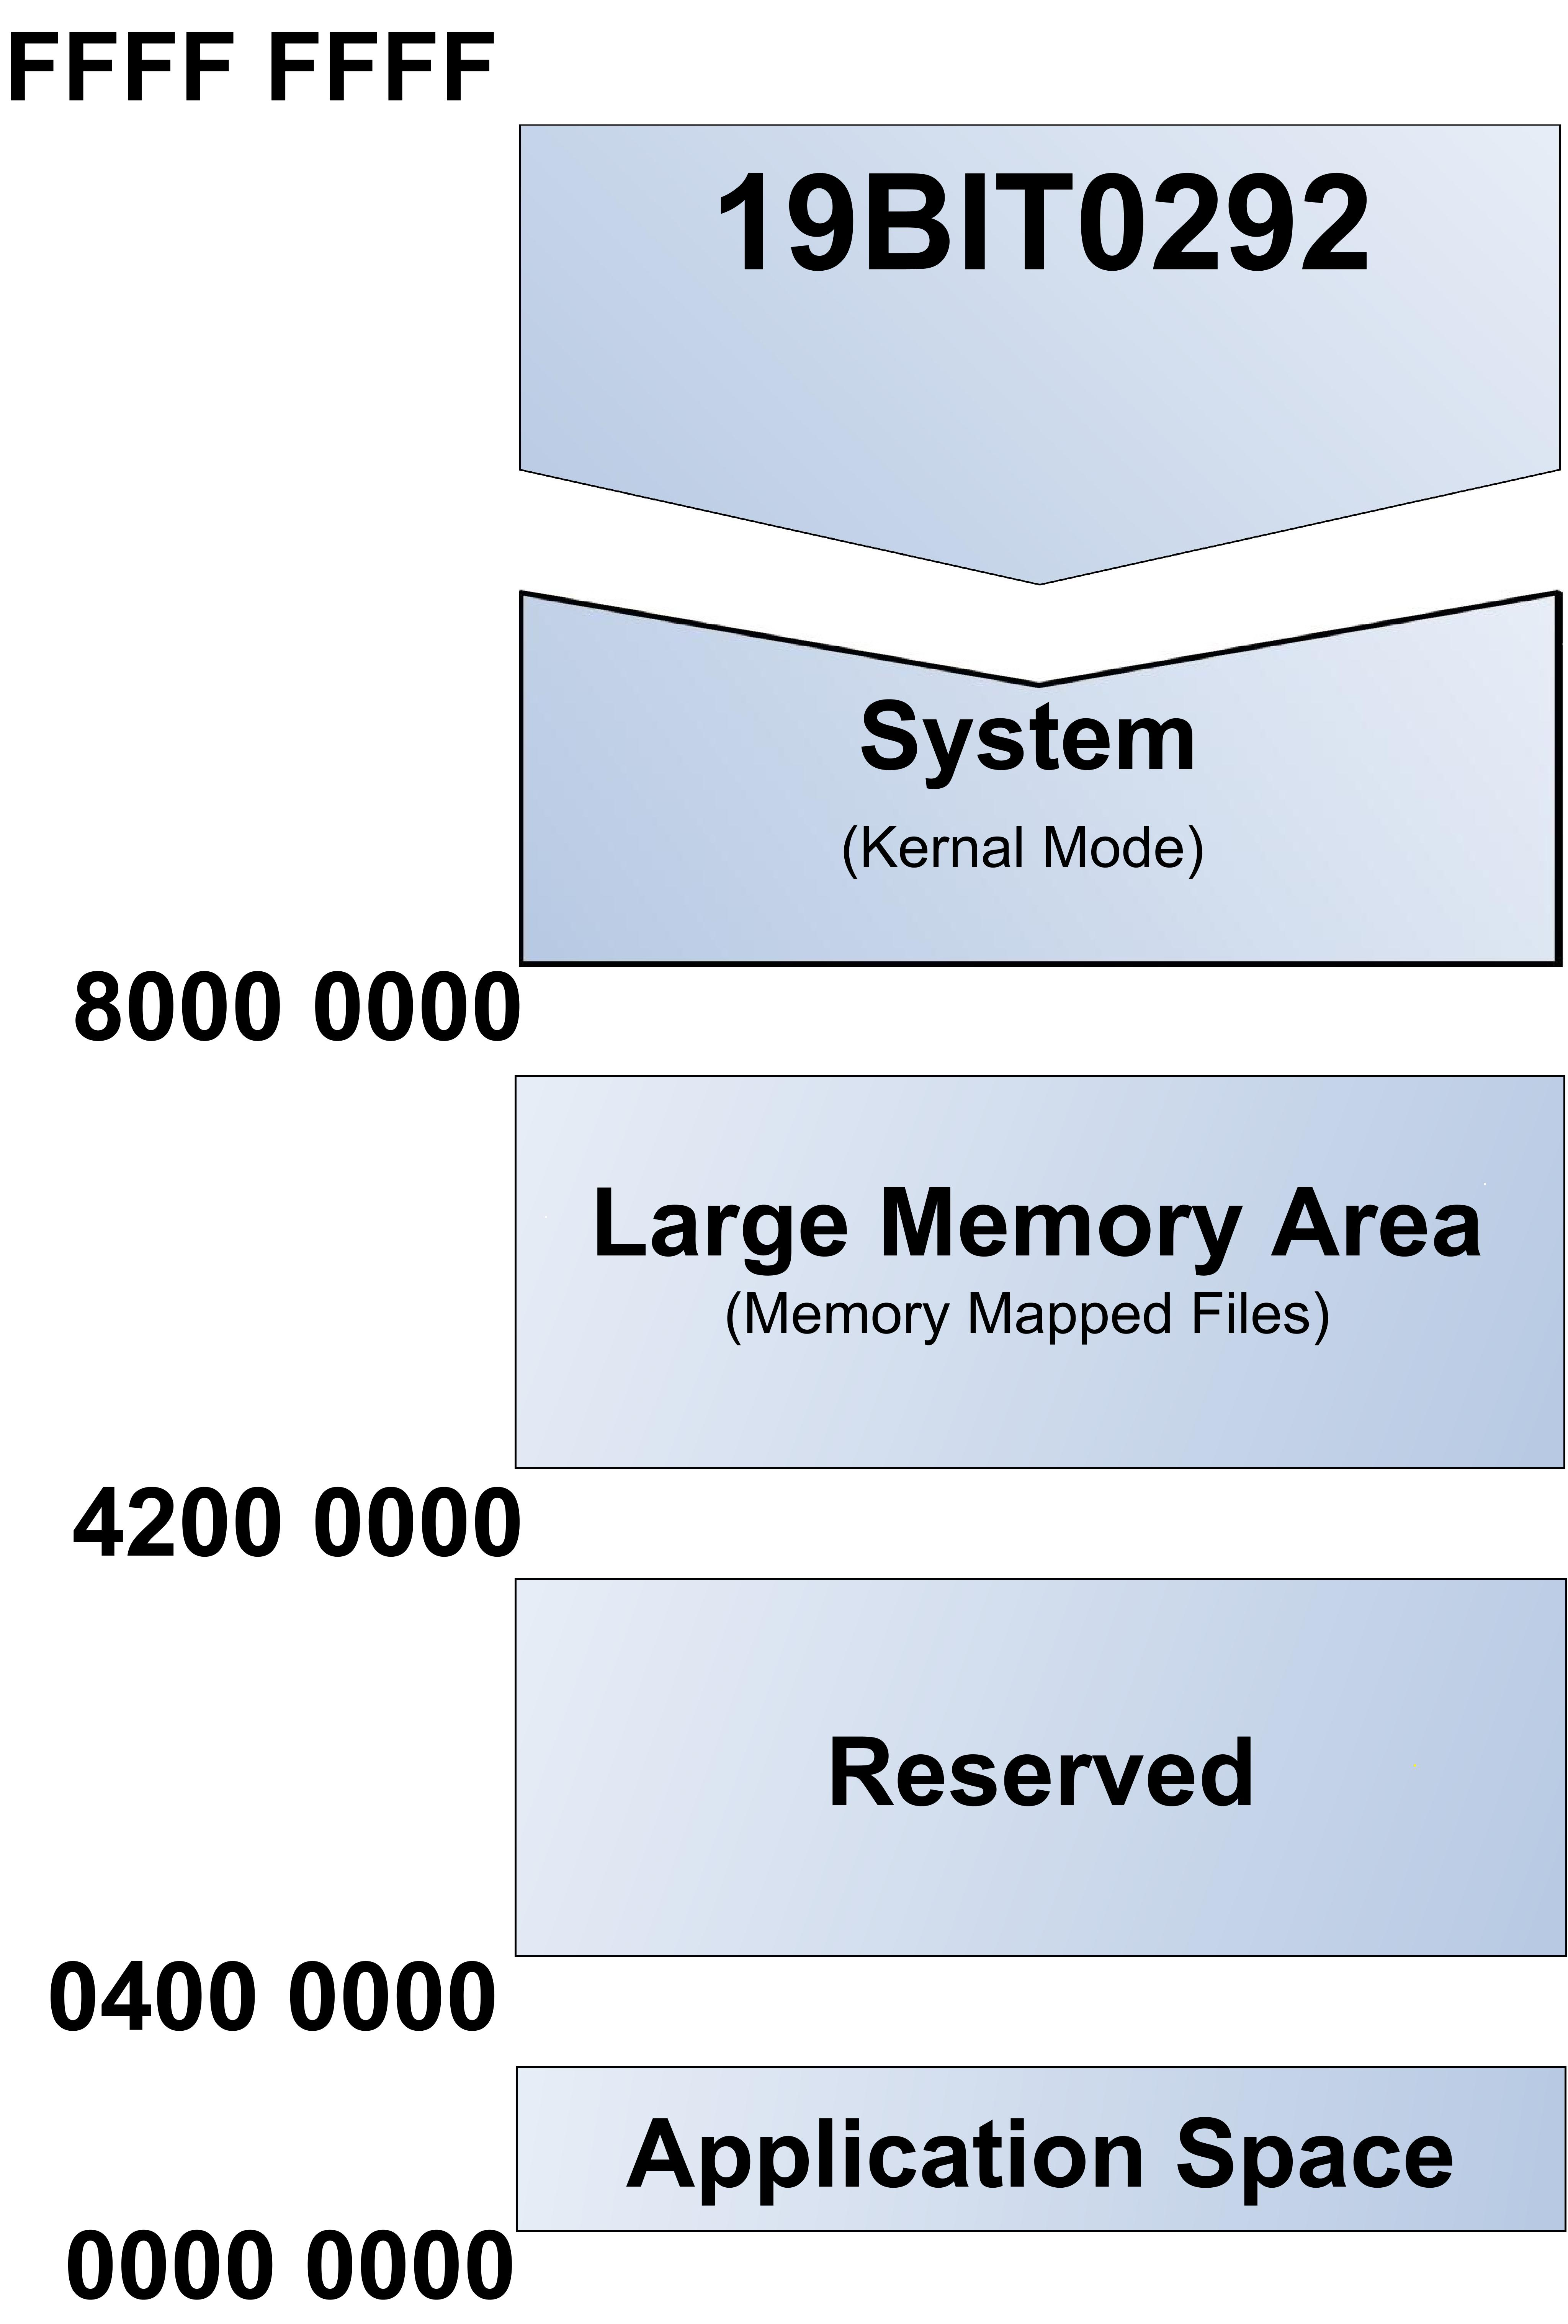 FFFF FFFF
19BIT0292
System
(Kernal Mode)
8000 0000
Large Memory Area
(Memory Mapped Files)
4200 0000
Reserved
0400 0000
Application Space
0000 0000